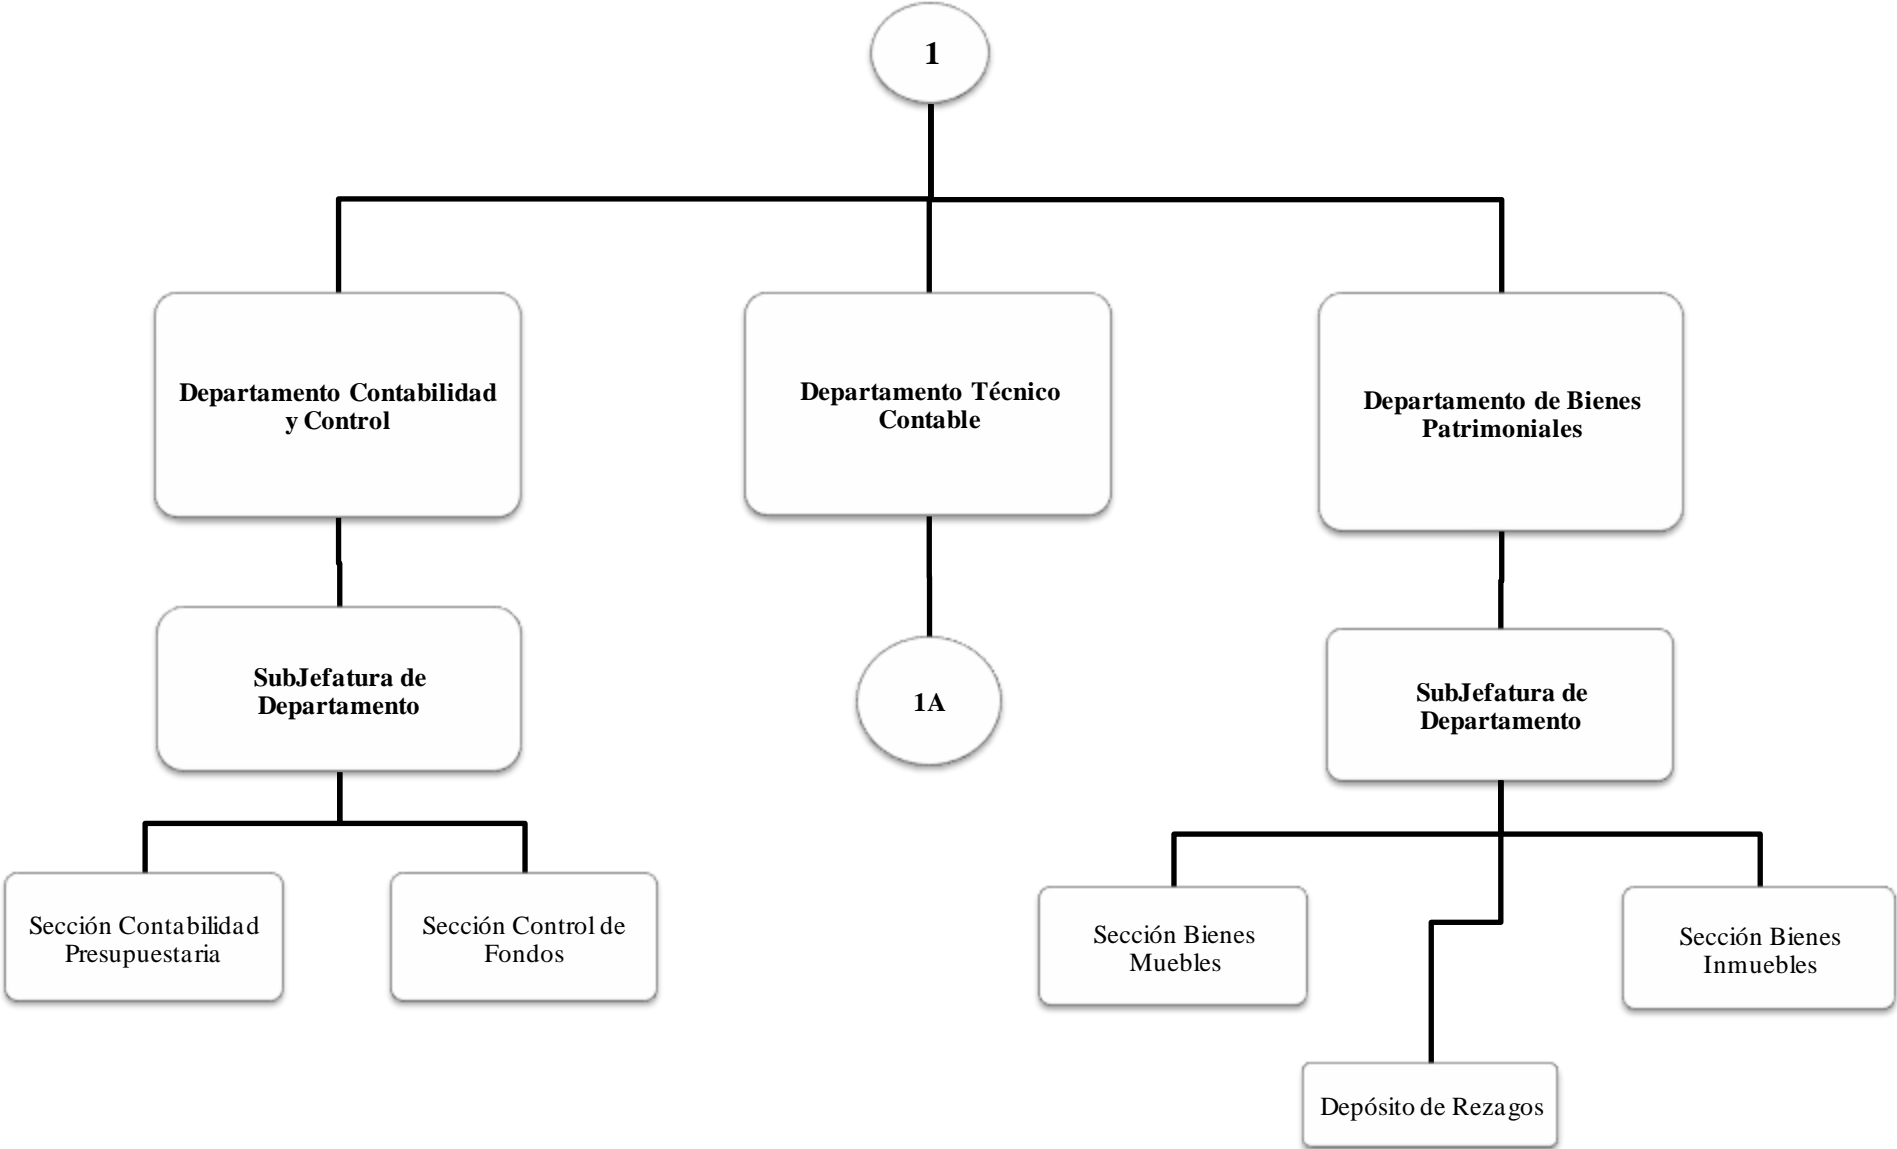 1
Departamento Contabilidad
y Control
Departamento Técnico
Contable
Departamento de Bienes
Patrimoniales
SubJefatura de
Departamento
1A
SubJefatura de
Departamento
Sección Contabilidad
Presupuestaria
Sección Control de
Fondos
Sección Bienes
Muebles
Sección Bienes
Inmuebles
Depósito de Rezagos